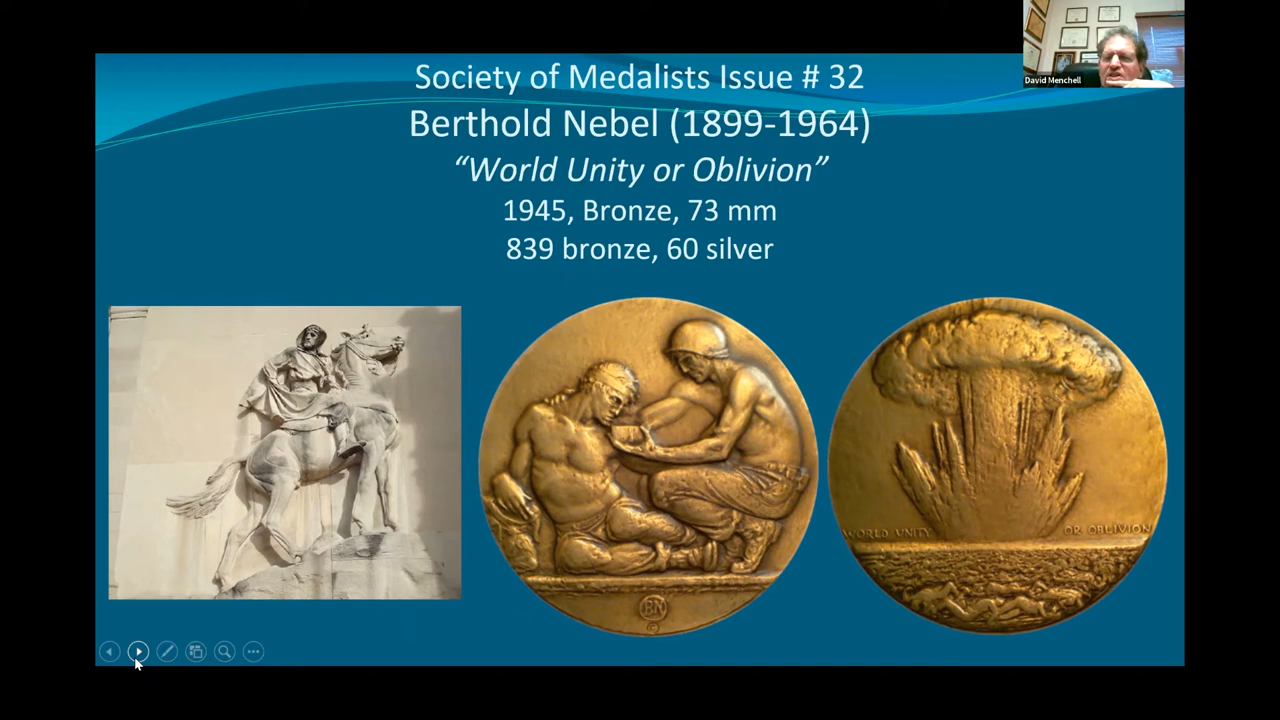 Society of Medalists Issue # 32
Berthold Nebel (1899-1964)
“World Unity or Oblivion”
1945, Bronze, 73 mm
839 bronze, 60 silver
David Menchell
WORLD UNITY OR OBLIVION
BN
©